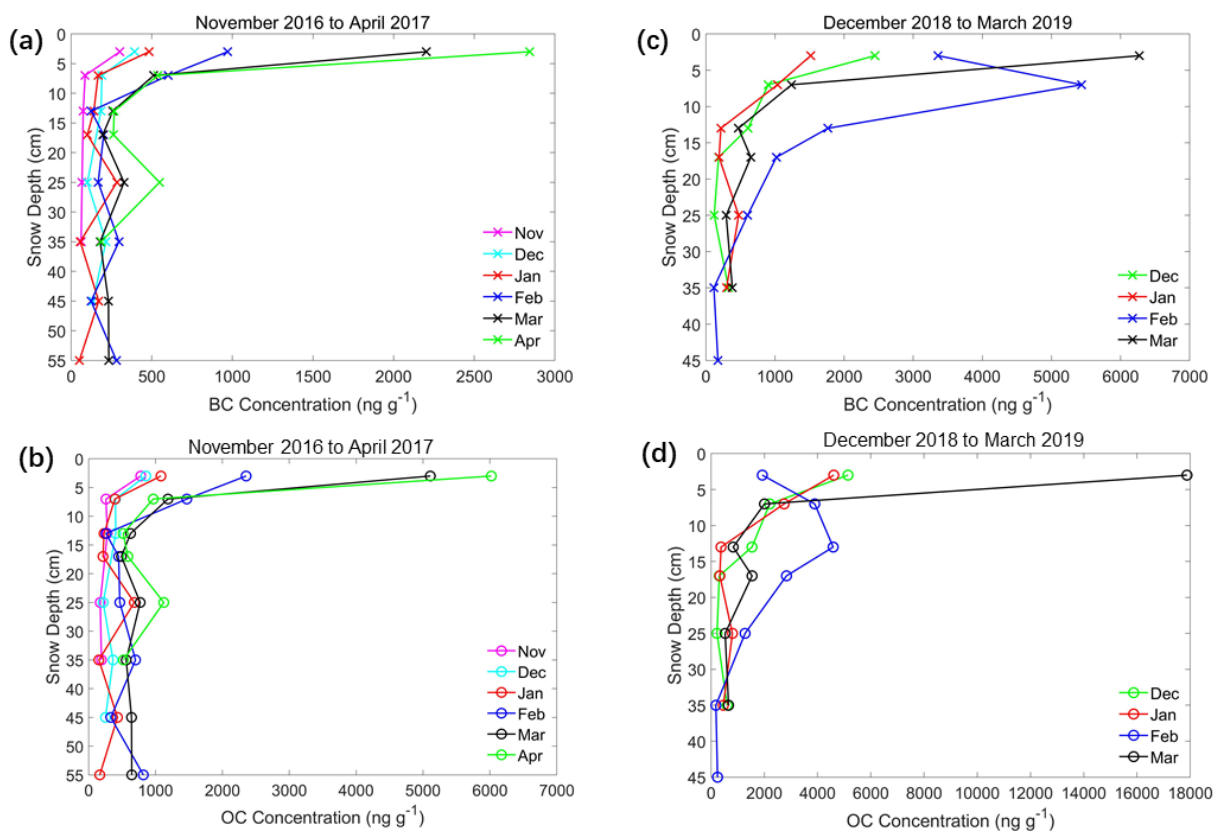 (a)
November 2016 to April 2017
0
5
10
15
20
25
30
35
40
45
50
55
Snow Depth (cm)
Nov
Dec
Jan
Feb
Mar
Apr
0 500 1000 1500 2000 2500 3000
BC Concentration (ng g⁻¹)
(c)
December 2018 to March 2019
0
5
10
15
20
25
30
35
40
45
Snow Depth (cm)
Dec
Jan
Feb
Mar
0 1000 2000 3000 4000 5000 6000 7000
BC Concentration (ng g⁻¹)
(b)
November 2016 to April 2017
0
5
10
15
20
25
30
35
40
45
50
55
Snow Depth (cm)
Nov
Dec
Jan
Feb
Mar
Apr
0 1000 2000 3000 4000 5000 6000 7000
OC Concentration (ng g⁻¹)
(d)
December 2018 to March 2019
0
5
10
15
20
25
30
35
40
45
Snow Depth (cm)
Dec
Jan
Feb
Mar
0 2000 4000 6000 8000 10000 12000 14000 16000 18000
OC Concentration (ng g⁻¹)